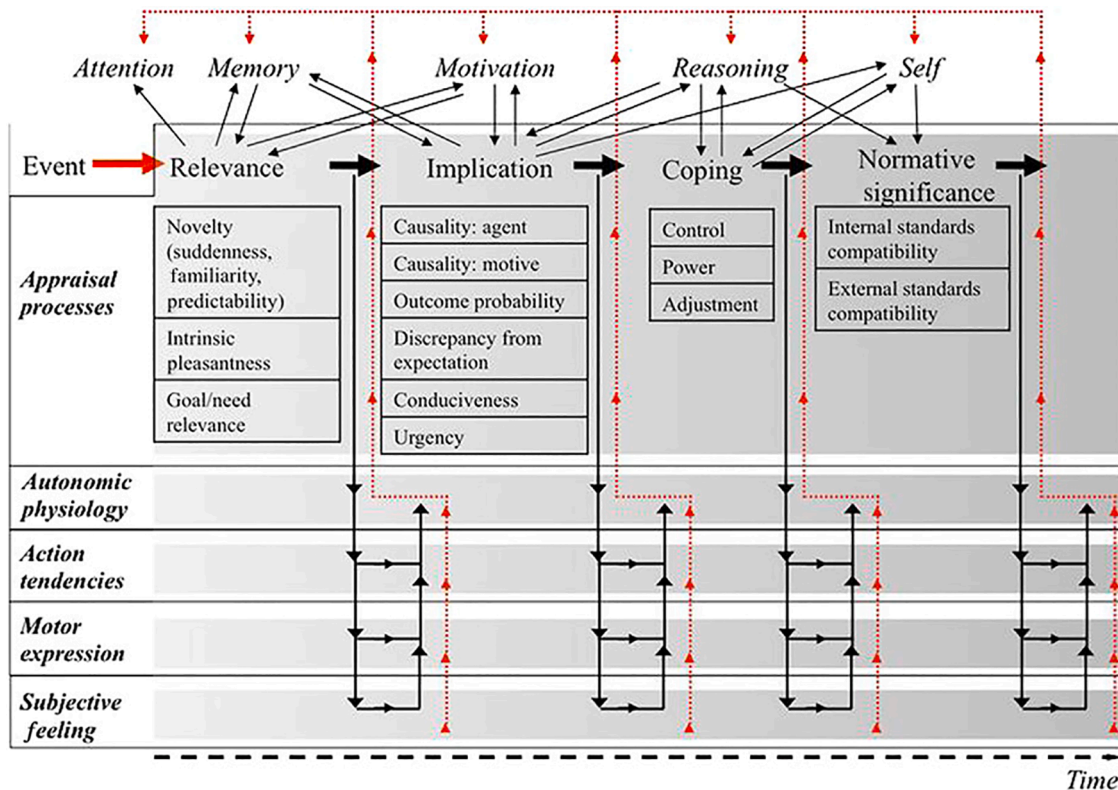 Attention Memory Motivation Reasoning Self
Event Relevance Implication Coping Normative
significance
Appraisal
processes
Novelty
(suddenness,
familiarity,
predictability)
Intrinsic
pleasantness
Goal/need
relevance
Causality: agent
Causality: motive
Outcome probability
Discrepancy from
expectation
Conduciveness
Urgency
Control
Power
Adjustment
Internal standards
compatibility
External standards
compatibility
Autonomic
physiology
Action
tendencies
Motor
expression
Subjective
feeling
Time